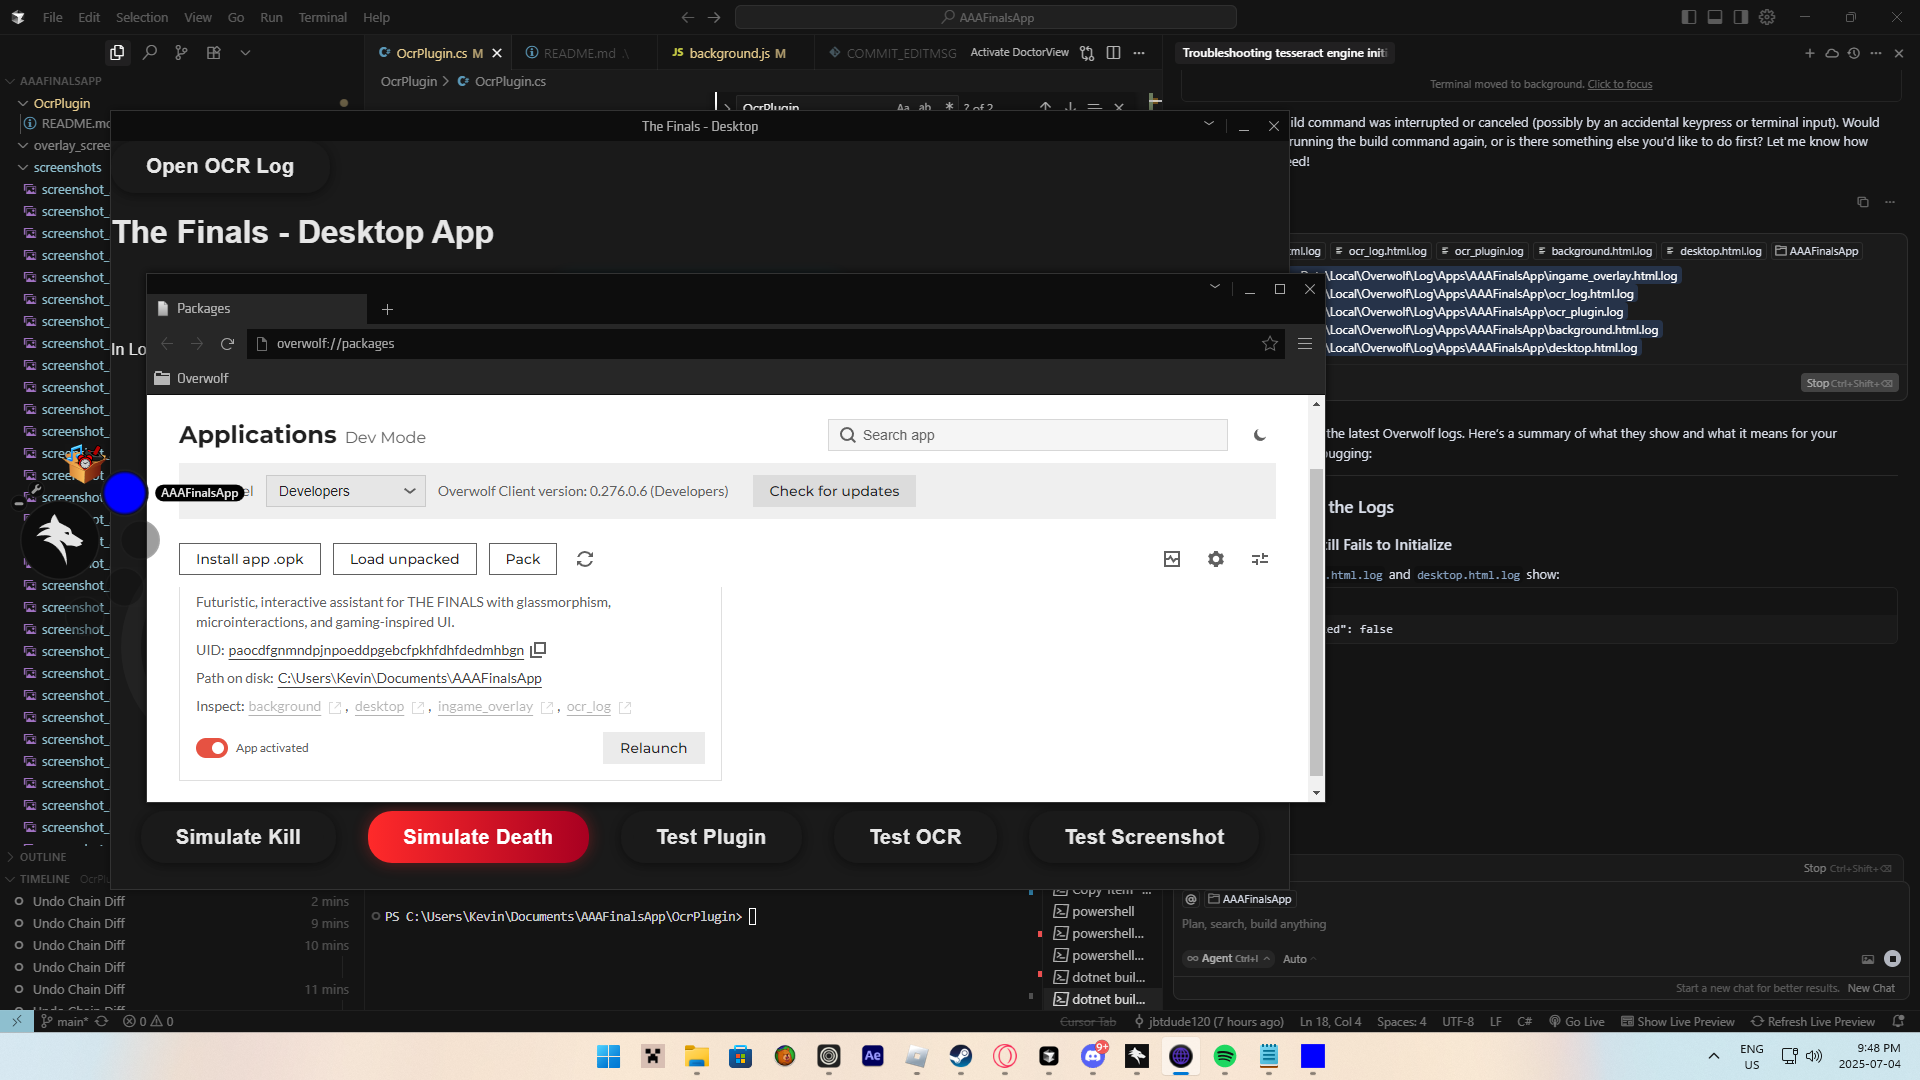 File Edit Selection View Go Run Terminal Help
AAAFinalsApp
OcrPlugin.cs M
README.md .\
JS background.js M
COMMIT_EDITMSG
Activate DoctorView
Troubleshooting tesseract engine initi
AAAFINALSAPP
OcrPlugin > OcrPlugin.cs
OcrPlugin
README.md
overlay_scree
screenshots
screenshot_
screenshot_
screenshot_
screenshot_
screenshot_
screenshot_
screenshot_
screenshot_
screenshot_
screenshot_
screenshot_
OcrPlugin
Aa ab * ? of 2
Terminal moved to background. Click to focus
ild command was interrupted or canceled (possibly by an accidental keypress or terminal input). Would
running the build command again, or is there something else you'd like to do first? Let me know how
eed!
The Finals - Desktop
Open OCR Log
The Finals - Desktop App
In Lo
ml.log ocr_log.html.log ocr_plugin.log background.html.log desktop.html.log AAAFinalsApp
\Local\Overwolf\Log\Apps\AAAFinalsApp\ingame_overlay.html.log
\Local\Overwolf\Log\Apps\AAAFinalsApp\ocr_log.html.log
\Local\Overwolf\Log\Apps\AAAFinalsApp\ocr_plugin.log
\Local\Overwolf\Log\Apps\AAAFinalsApp\background.html.log
\Local\Overwolf\Log\Apps\AAAFinalsApp\desktop.html.log
Stop Ctrl+Shift+⌫
Packages
overwolf://packages
Overwolf
Applications Dev Mode
Search app
Developers
Overwolf Client version: 0.276.0.6 (Developers)
Check for updates
Install app .opk
Load unpacked
Pack
Futuristic, interactive assistant for THE FINALS with glassmorphism,
microinteractions, and gaming-inspired UI.
UID: paocdfgnmndpjnpoeddpgebcfpkhfdhfdedmhbgn
Path on disk: C:\Users\Kevin\Documents\AAAFinalsApp
Inspect: background , desktop , ingame_overlay , ocr_log
App activated
Relaunch
AAAFinalsApp
the latest Overwolf logs. Here's a summary of what they show and what it means for your
bugging:
the Logs
till Fails to Initialize
.html.log and desktop.html.log show:
ed": false
screenshot_
screenshot_
screenshot_
screenshot_
screenshot_
screenshot_
screenshot_
screenshot_
screenshot_
screenshot_
screenshot_
screenshot_
Simulate Kill
Simulate Death
Test Plugin
Test OCR
Test Screenshot
OUTLINE
TIMELINE OcrPl
Undo Chain Diff 2 mins
Undo Chain Diff 9 mins
Undo Chain Diff 10 mins
Undo Chain Diff
Undo Chain Diff 11 mins
PS C:\Users\Kevin\Documents\AAAFinalsApp\OcrPlugin>
Copy-Item
powershell
powershell...
powershell...
dotnet buil...
dotnet buil...
Stop Ctrl+Shift+⌫
@ AAAFinalsApp
Plan, search, build anything
Agent Ctrl+I
Auto
Start a new chat for better results. New Chat
main*
0 0
Cursor Tab
jbtdude120 (7 hours ago)
Ln 18, Col 4
Spaces: 4
UTF-8
LF
C#
Go Live
Show Live Preview
Refresh Live Preview
Ae
9+
ENG
US
9:48 PM
2025-07-04